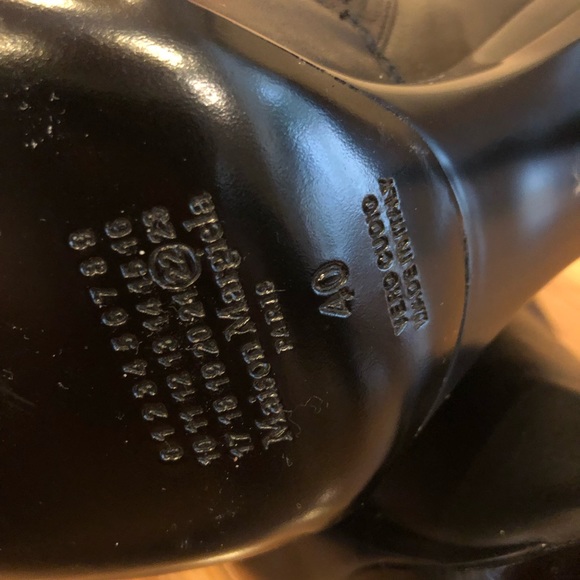 0 1 2 3 4 5 6 7 8 9
10 11 12 13 14 15 16
17 18 19 20 21 22 23
Maison Margiela
PARIS
40
VERO CUOIO
MADE IN ITALY